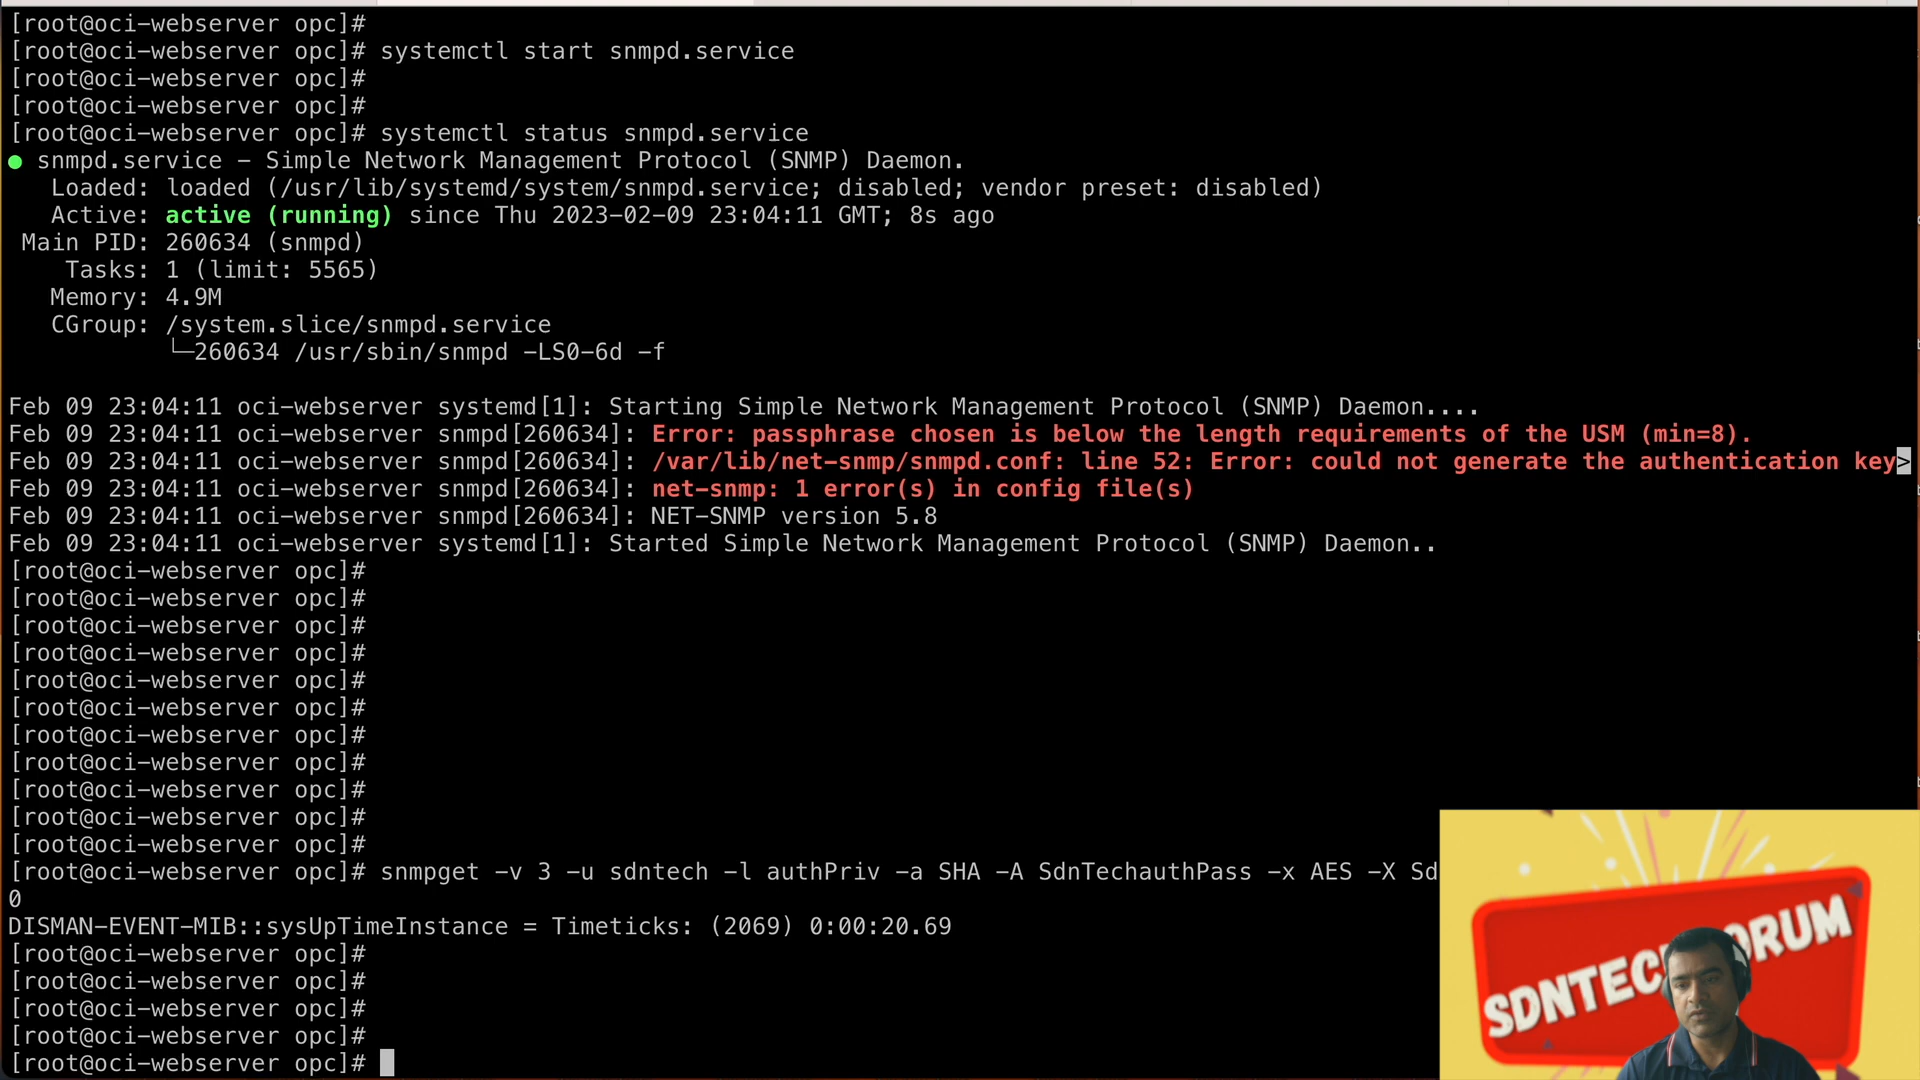 [root@oci-webserver opc]#
[root@oci-webserver opc]# systemctl start snmpd.service
[root@oci-webserver opc]#
[root@oci-webserver opc]#
[root@oci-webserver opc]# systemctl status snmpd.service
● snmpd.service – Simple Network Management Protocol (SNMP) Daemon.
Loaded: loaded (/usr/lib/systemd/system/snmpd.service; disabled; vendor preset: disabled)
Active: active (running) since Thu 2023-02-09 23:04:11 GMT; 8s ago
Main PID: 260634 (snmpd)
Tasks: 1 (limit: 5565)
Memory: 4.9M
CGroup: /system.slice/snmpd.service
└─260634 /usr/sbin/snmpd -LS0-6d -f
Feb 09 23:04:11 oci-webserver systemd[1]: Starting Simple Network Management Protocol (SNMP) Daemon....
Feb 09 23:04:11 oci-webserver snmpd[260634]: Error: passphrase chosen is below the length requirements of the USM (min=8).
Feb 09 23:04:11 oci-webserver snmpd[260634]: /var/lib/net-snmp/snmpd.conf: line 52: Error: could not generate the authentication key>
Feb 09 23:04:11 oci-webserver snmpd[260634]: net-snmp: 1 error(s) in config file(s)
Feb 09 23:04:11 oci-webserver snmpd[260634]: NET-SNMP version 5.8
Feb 09 23:04:11 oci-webserver systemd[1]: Started Simple Network Management Protocol (SNMP) Daemon..
[root@oci-webserver opc]#
[root@oci-webserver opc]#
[root@oci-webserver opc]#
[root@oci-webserver opc]#
[root@oci-webserver opc]#
[root@oci-webserver opc]#
[root@oci-webserver opc]#
[root@oci-webserver opc]#
[root@oci-webserver opc]#
[root@oci-webserver opc]#
[root@oci-webserver opc]#
[root@oci-webserver opc]# snmpget -v 3 -u sdntech -l authPriv -a SHA -A SdnTechauthPass -x AES -X Sd
0
DISMAN-EVENT-MIB::sysUpTimeInstance = Timeticks: (2069) 0:00:20.69
[root@oci-webserver opc]#
[root@oci-webserver opc]#
[root@oci-webserver opc]#
[root@oci-webserver opc]#
[root@oci-webserver opc]#